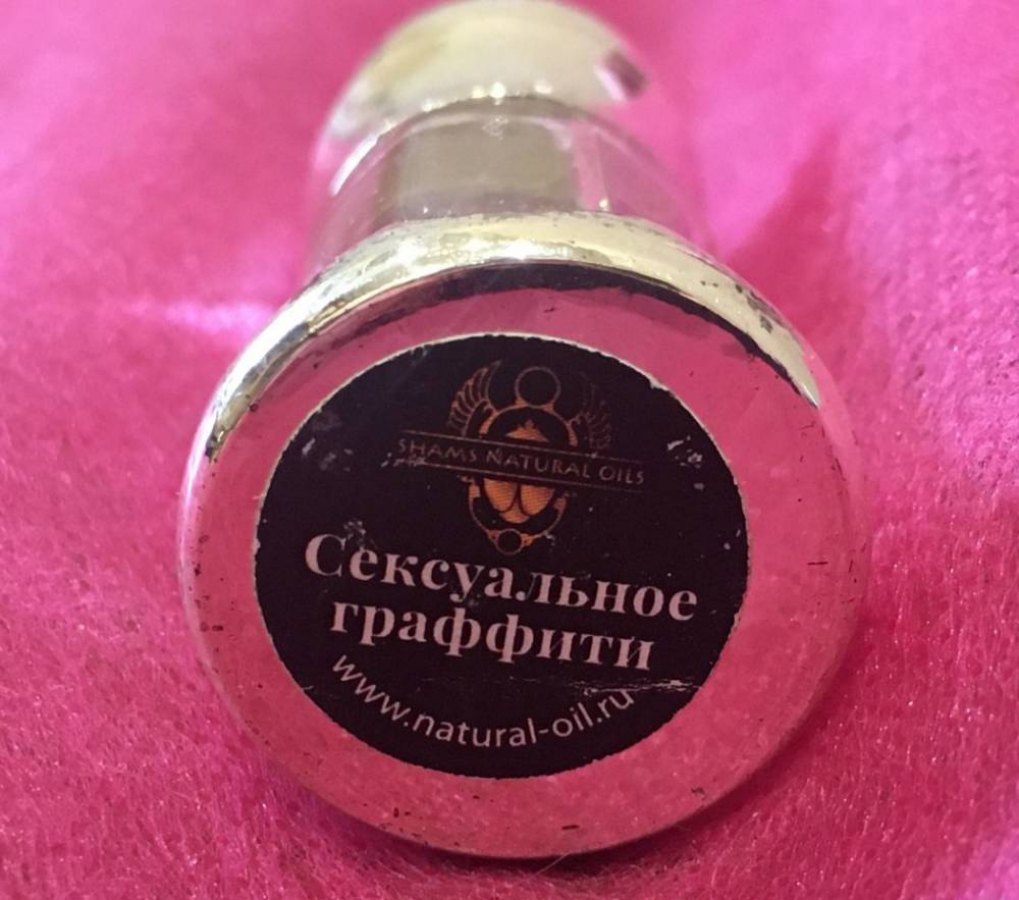 SHAMS NATURAL OILS
Сексуальное
граффити
www.natural-oil.ru